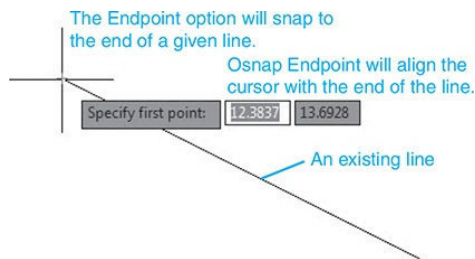 The Endpoint option will snap to
the end of a given line.
Osnap Endpoint will align the
cursor with the end of the line.
Specify first point: 12.3837 13.6928
An existing line